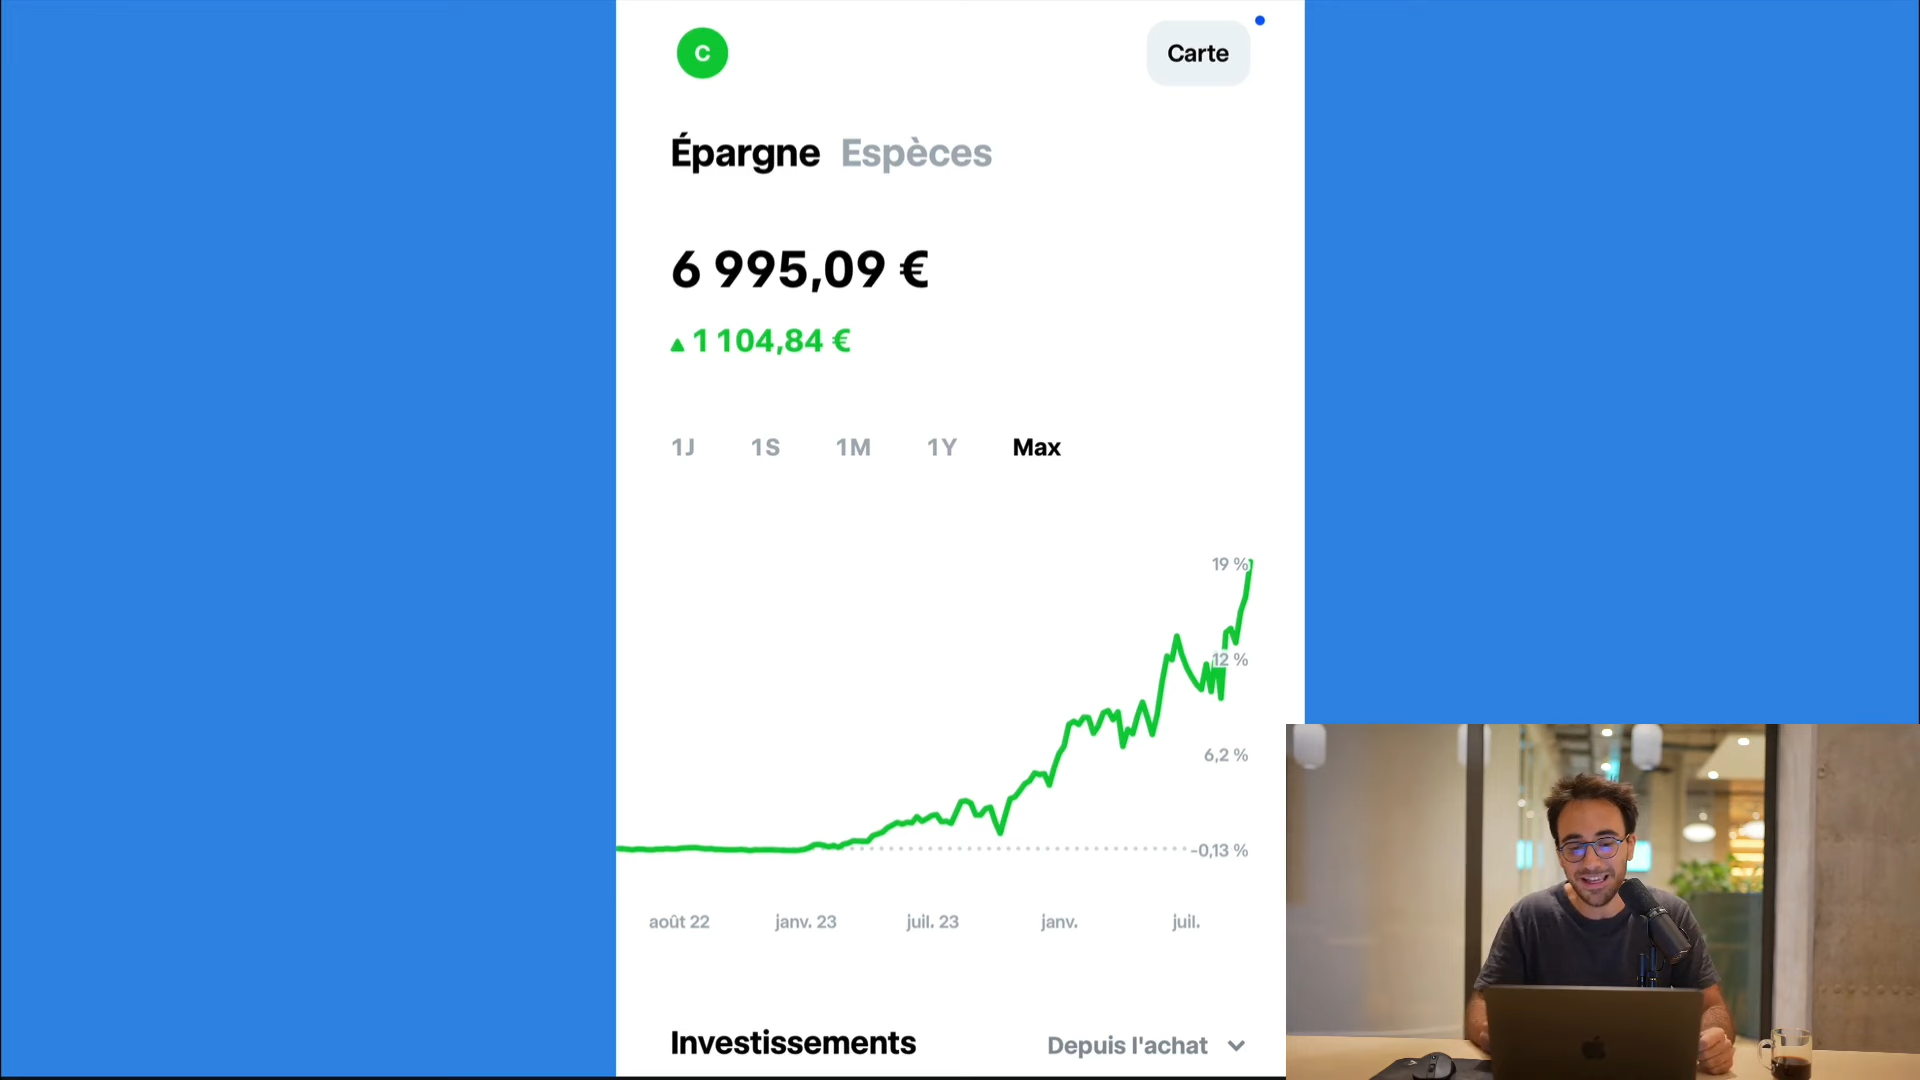 C
Carte
Épargne Espèces
6 995,09 €
▲1 104,84 €
1J 1S 1M 1Y Max
19 %
12 %
6,2 %
-0,13 %
août 22 janv. 23 juil. 23 janv. juil.
Investissements Depuis l'achat